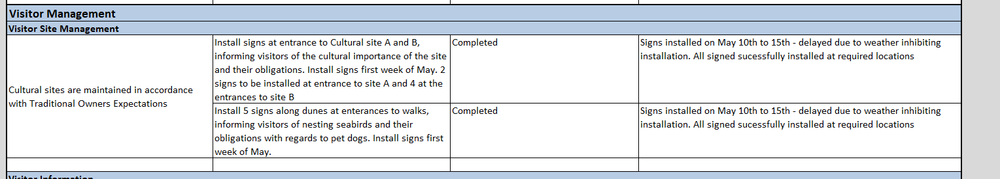 Visitor Management
Visitor Site Management
Cultural sites are maintained in accordance
with Traditional Owners Expectations
Install signs at entrance to Cultural site A and B,
informing visitors of the cultural importance of the site
and their obligations. Install signs first week of May. 2
signs to be installed at entrance to site A and 4 at the
entrances to site B
Completed
Signs installed on May 10th to 15th - delayed due to weather inhibiting
installation. All signed sucessfully installed at required locations
Install 5 signs along dunes at enterances to walks,
informing visitors of nesting seabirds and their
obligations with regards to pet dogs. Install signs first
week of May.
Completed
Signs installed on May 10th to 15th - delayed due to weather inhibiting
installation. All signed sucessfully installed at required locations
Visitor Information